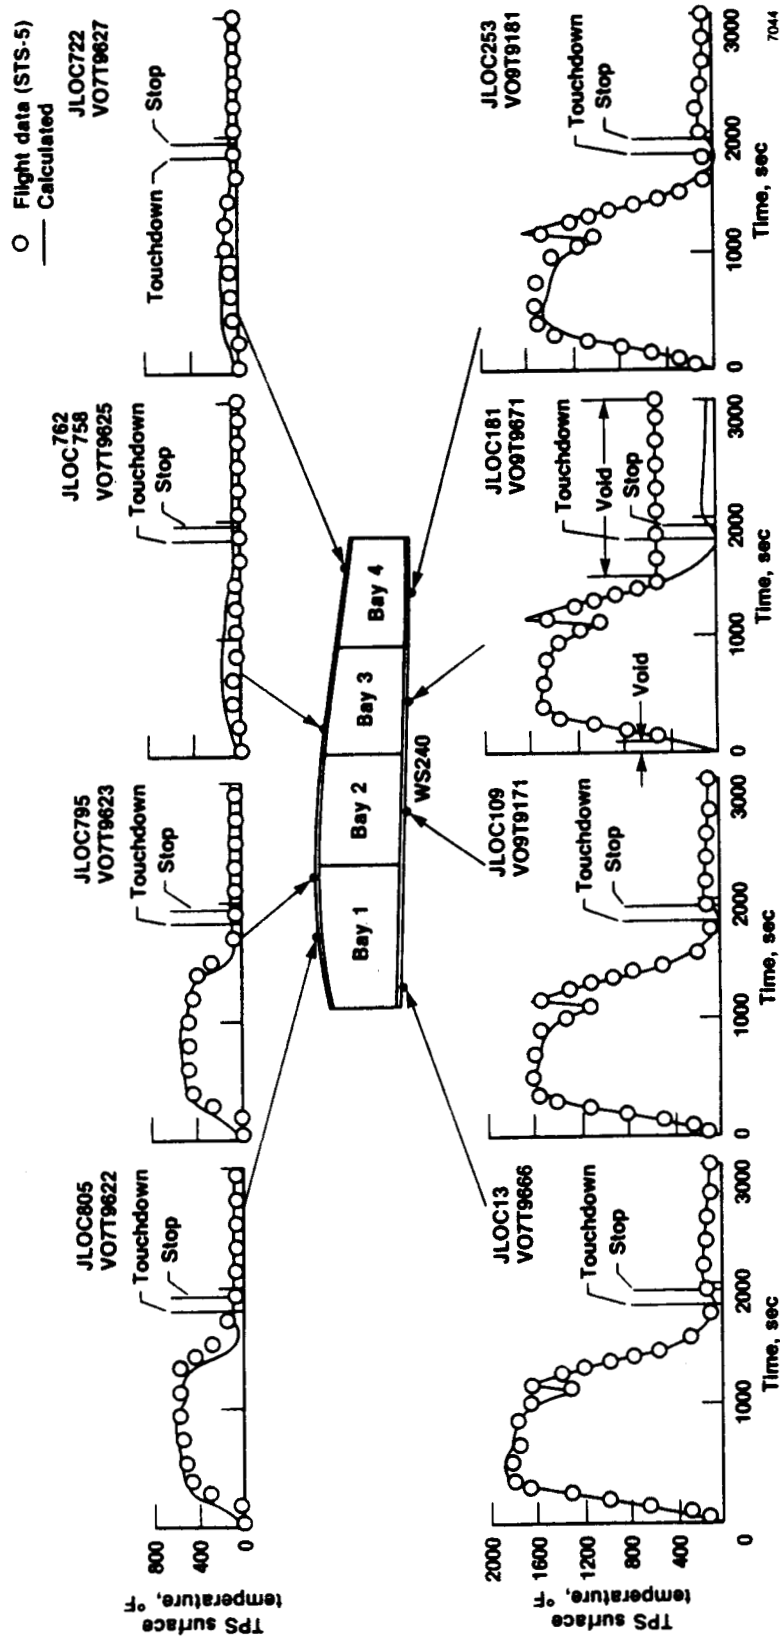 ○ Flight data (STS-5)
— Calculated
TPS surface
temperature, °F
800
400
0
JLOC805
VO7T9622
Touchdown
Stop
JLOC795
VO7T9623
Touchdown
Stop
JLOC762
758
VO7T9625
Touchdown
Stop
JLOC722
VO7T9627
Touchdown
Stop
Bay 1
Bay 2
Bay 3
Bay 4
WS240
TPS surface
temperature, °F
2000
1600
1200
800
400
0
1000
2000
3000
Time, sec
JLOC13
VO7T9666
Touchdown
Stop
0
1000
2000
3000
Time, sec
JLOC109
VO9T9171
Touchdown
Stop
0
1000
2000
3000
Time, sec
JLOC181
VO9T9671
Touchdown
Void
Stop
Void
0
1000
2000
3000
Time, sec
JLOC253
VO9T9181
Touchdown
Stop
7044